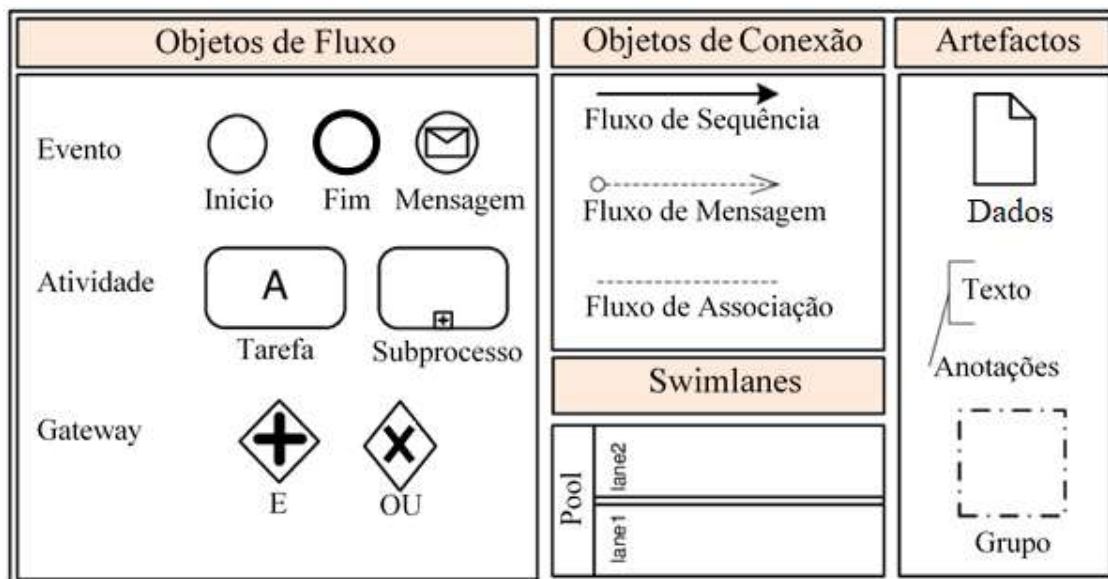 Objetos de Fluxo
Evento
Inicio Fim Mensagem
Atividade
A
Tarefa Subprocesso
Gateway
E OU
Objetos de Conexão
Fluxo de Sequência
Fluxo de Mensagem
Fluxo de Associação
Swimlanes
Pool
lane2
lane1
Artefactos
Dados
Texto
Anotações
Grupo